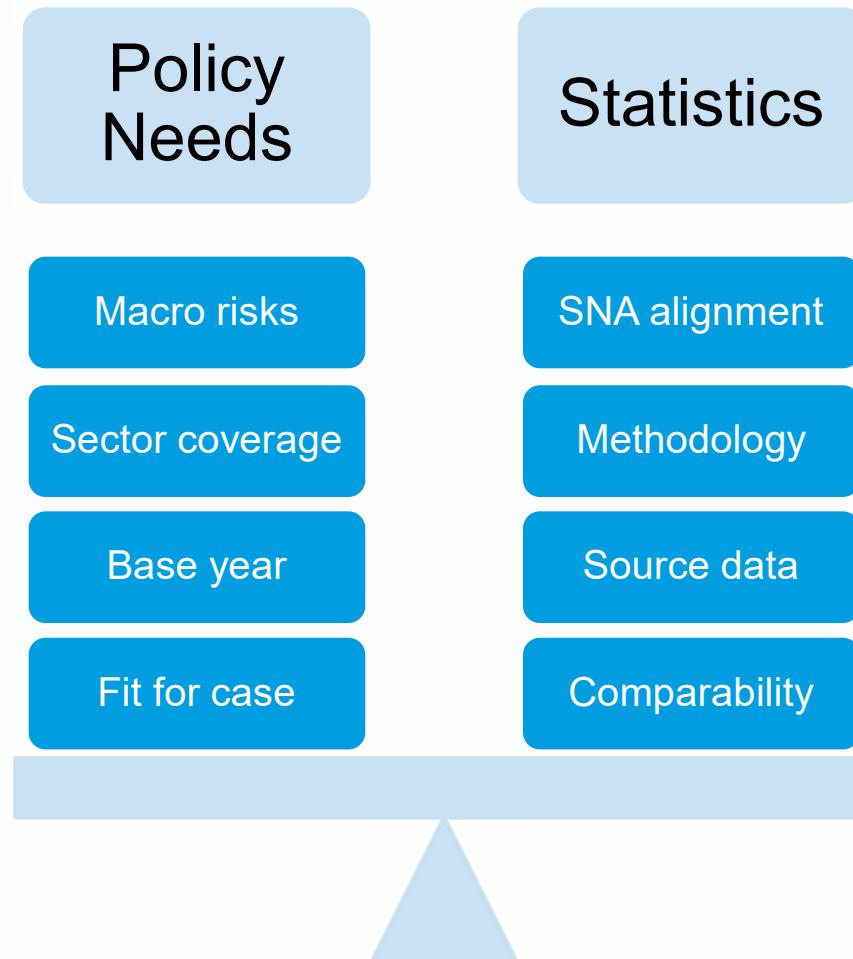 Policy
Needs
Statistics
Macro risks
SNA alignment
Sector coverage
Methodology
Base year
Source data
Fit for case
Comparability